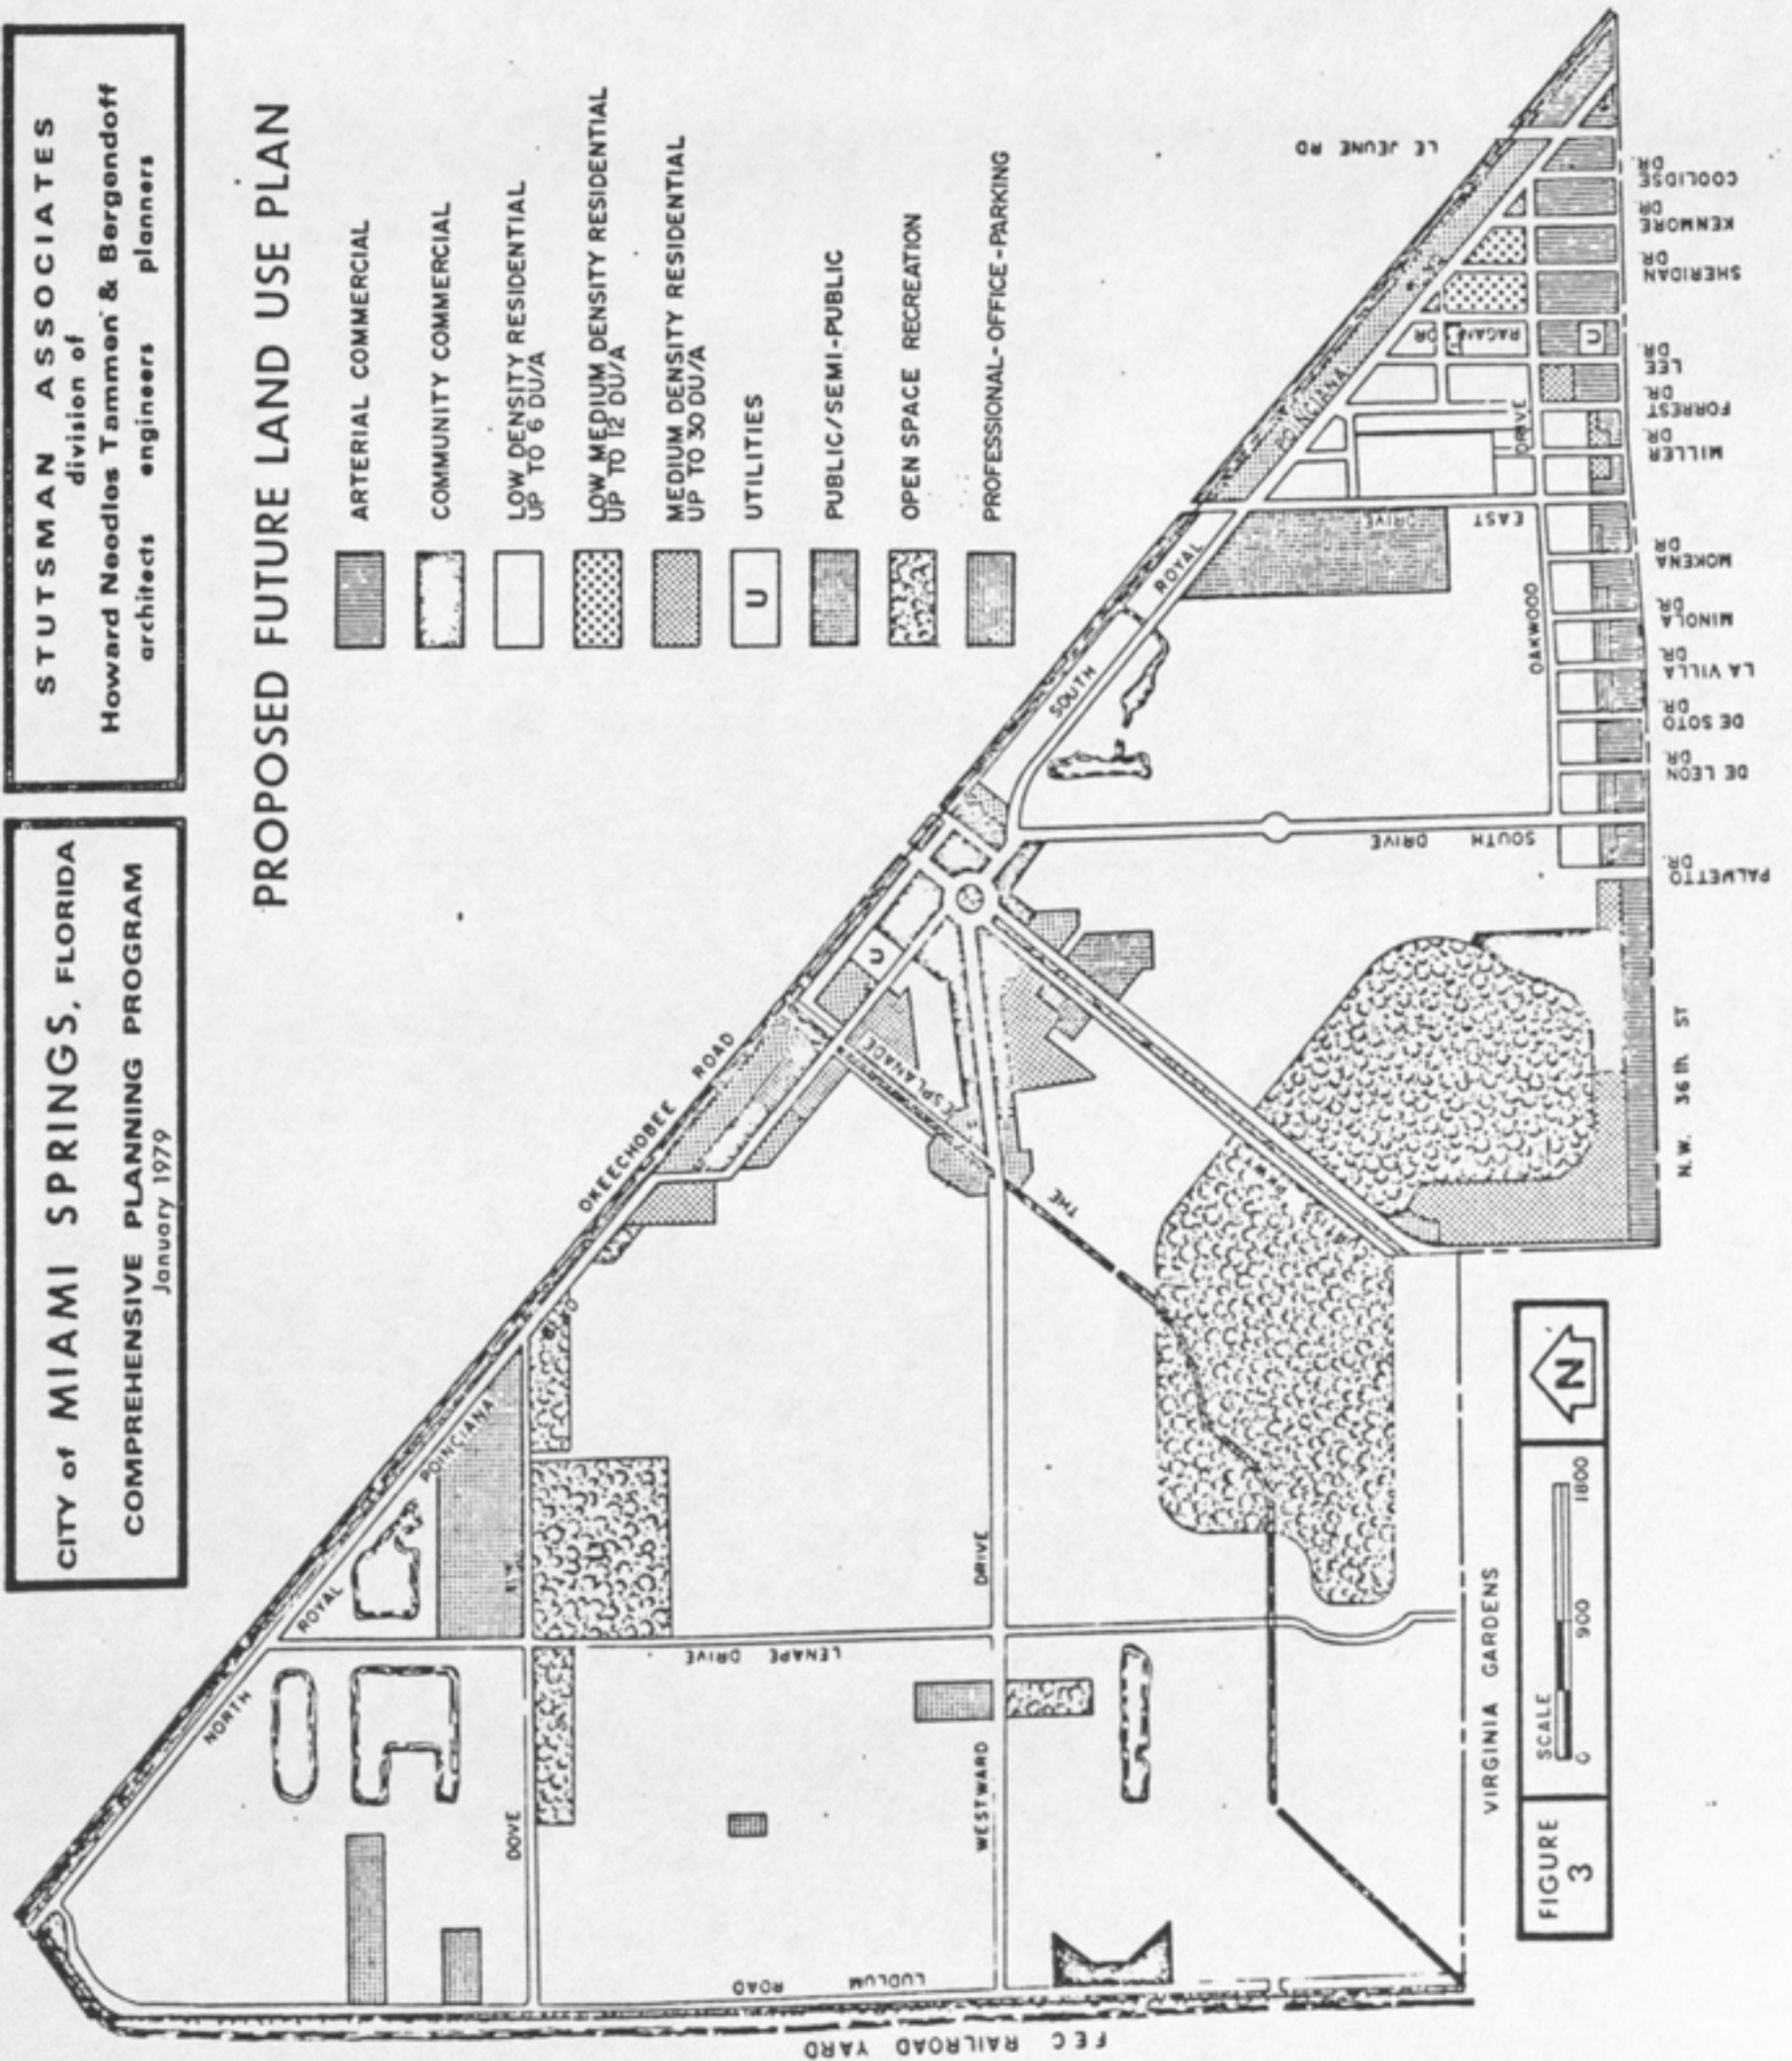 STUTSMAN ASSOCIATES
division of
Howard Needles Tammen & Bergendoff
architects engineers planners
CITY of MIAMI SPRINGS, FLORIDA
COMPREHENSIVE PLANNING PROGRAM
January 1979
PROPOSED FUTURE LAND USE PLAN
ARTERIAL COMMERCIAL
COMMUNITY COMMERCIAL
LOW DENSITY RESIDENTIAL
UP TO 6 DU/A
LOW MEDIUM DENSITY RESIDENTIAL
UP TO 12 DU/A
MEDIUM DENSITY RESIDENTIAL
UP TO 30 DU/A
U
UTILITIES
PUBLIC/SEMI-PUBLIC
OPEN SPACE RECREATION
PROFESSIONAL-OFFICE-PARKING
OKEECHOBEE ROAD
NORTH ROYAL POINCIANA
SOUTH ROYAL
LE JEUNE RD
U
ESPLANADE
THE
DOVE
LENAPE DRIVE
WESTWARD DRIVE
LUDLUM ROAD
FEC RAILROAD YARD
VIRGINIA GARDENS
SOUTH DRIVE
EAST DRIVE
OAKWOOD DRIVE
RAGAN DR
U
COOLIDSE DR.
KENMORE DR
SHERIDAN DR
LEE DR.
FORREST DR.
MILLER DR
MOKENA DR
MINOLA DR.
LA VILLA DR
DE SOTO DR
DE LEON DR
PALMETTO DR.
N.W. 36th ST
FIGURE
3
SCALE
0 900 1800
N